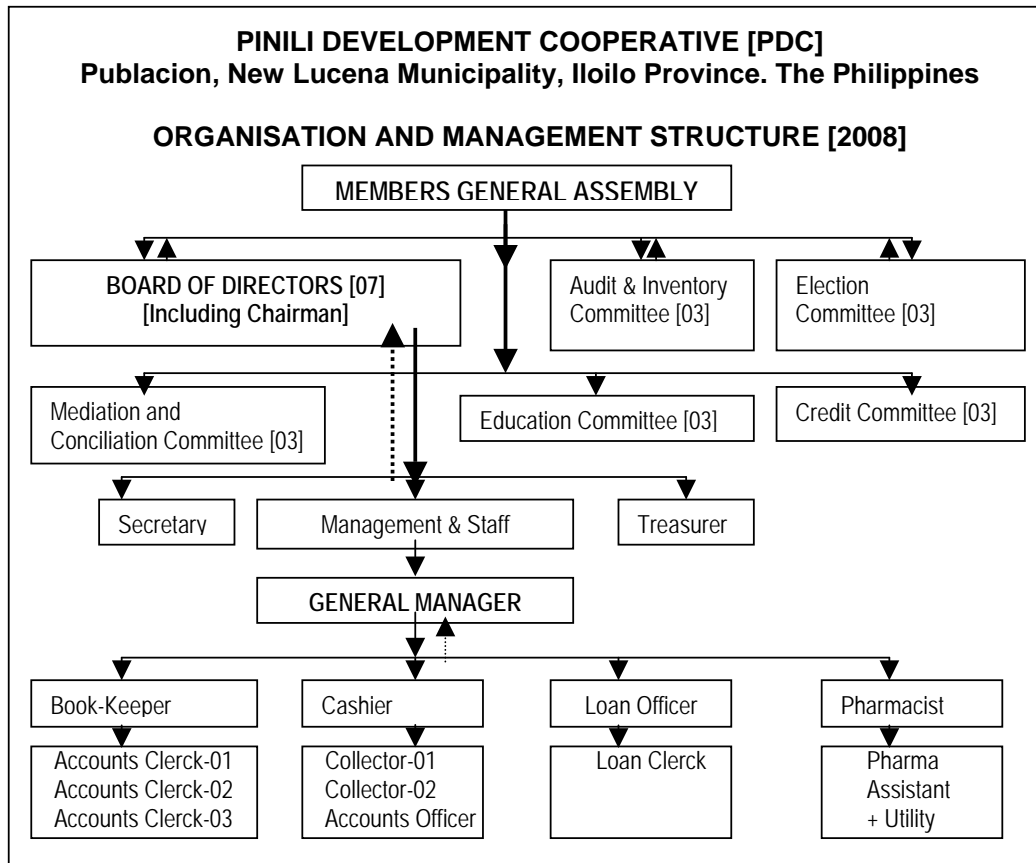 PINILI DEVELOPMENT COOPERATIVE [PDC]
Publacion, New Lucena Municipality, Iloilo Province. The Philippines
ORGANISATION AND MANAGEMENT STRUCTURE [2008]
MEMBERS GENERAL ASSEMBLY
BOARD OF DIRECTORS [07]
[Including Chairman]
Audit & Inventory
Committee [03]
Election
Committee [03]
Mediation and
Conciliation Committee [03]
Education Committee [03]
Credit Committee [03]
Secretary
Management & Staff
Treasurer
GENERAL MANAGER
Book-Keeper
Cashier
Loan Officer
Pharmacist
Accounts Clerck-01
Accounts Clerck-02
Accounts Clerck-03
Collector-01
Collector-02
Accounts Officer
Loan Clerck
Pharma
Assistant
+ Utility